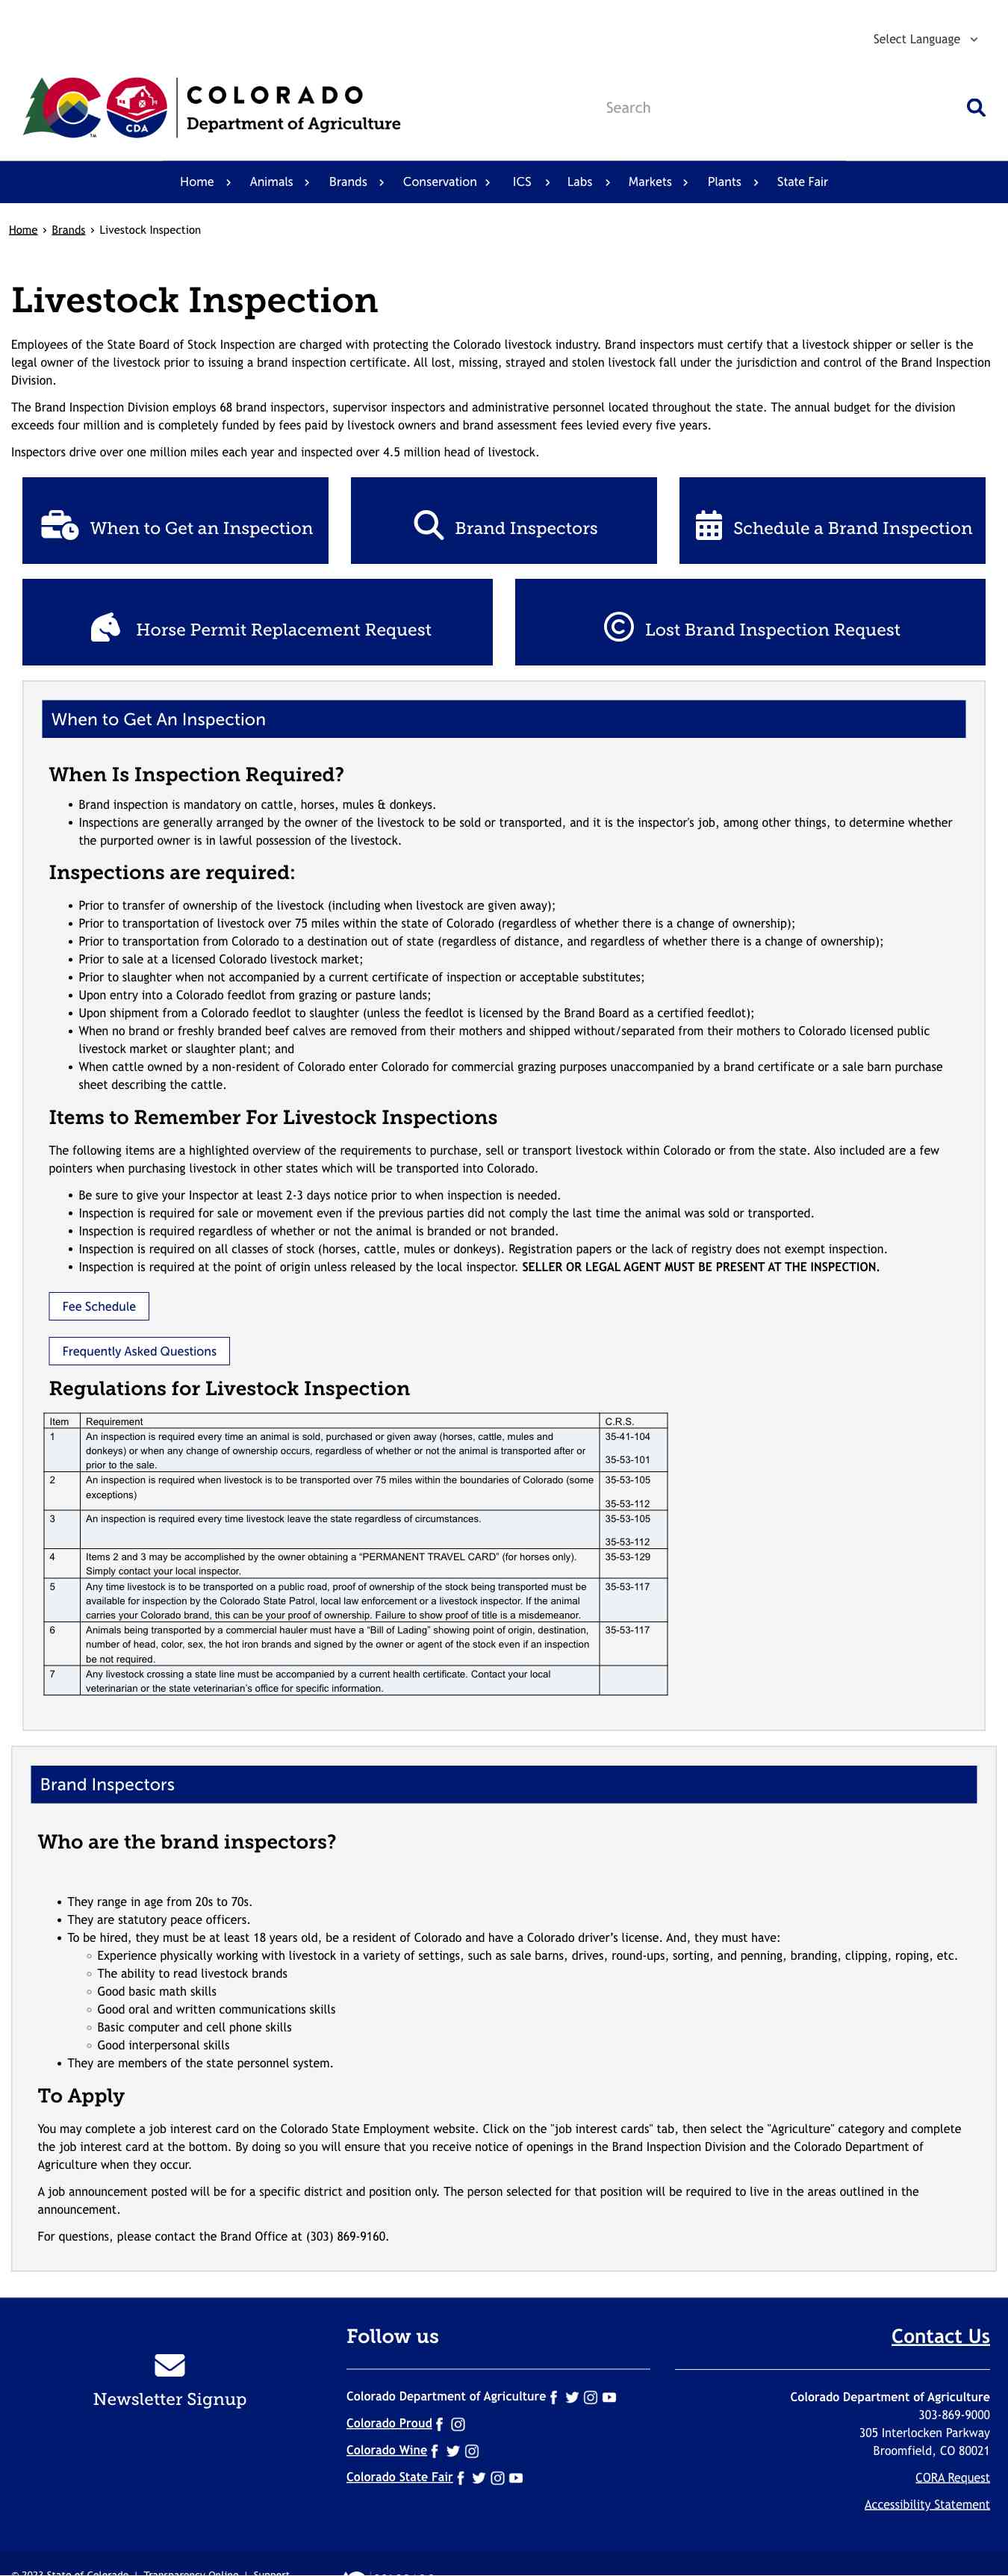 Select Language
COLORADO
Department of Agriculture
CDA
Search
Home Animals Brands Conservation ICS Labs Markets Plants State Fair
Home › Brands › Livestock Inspection
Livestock Inspection
Employees of the State Board of Stock Inspection are charged with protecting the Colorado livestock industry. Brand inspectors must certify that a livestock shipper or seller is the
legal owner of the livestock prior to issuing a brand inspection certificate. All lost, missing, strayed and stolen livestock fall under the jurisdiction and control of the Brand Inspection
Division.
The Brand Inspection Division employs 68 brand inspectors, supervisor inspectors and administrative personnel located throughout the state. The annual budget for the division
exceeds four million and is completely funded by fees paid by livestock owners and brand assessment fees levied every five years.
Inspectors drive over one million miles each year and inspected over 4.5 million head of livestock.
When to Get an Inspection
Brand Inspectors
Schedule a Brand Inspection
Horse Permit Replacement Request
Lost Brand Inspection Request
When to Get An Inspection
When Is Inspection Required?
• Brand inspection is mandatory on cattle, horses, mules & donkeys.
• Inspections are generally arranged by the owner of the livestock to be sold or transported, and it is the inspector's job, among other things, to determine whether
the purported owner is in lawful possession of the livestock.
Inspections are required:
• Prior to transfer of ownership of the livestock (including when livestock are given away);
• Prior to transportation of livestock over 75 miles within the state of Colorado (regardless of whether there is a change of ownership);
• Prior to transportation from Colorado to a destination out of state (regardless of distance, and regardless of whether there is a change of ownership);
• Prior to sale at a licensed Colorado livestock market;
• Prior to slaughter when not accompanied by a current certificate of inspection or acceptable substitutes;
• Upon entry into a Colorado feedlot from grazing or pasture lands;
• Upon shipment from a Colorado feedlot to slaughter (unless the feedlot is licensed by the Brand Board as a certified feedlot);
• When no brand or freshly branded beef calves are removed from their mothers and shipped without/separated from their mothers to Colorado licensed public
livestock market or slaughter plant; and
• When cattle owned by a non-resident of Colorado enter Colorado for commercial grazing purposes unaccompanied by a brand certificate or a sale barn purchase
sheet describing the cattle.
Items to Remember For Livestock Inspections
The following items are a highlighted overview of the requirements to purchase, sell or transport livestock within Colorado or from the state. Also included are a few
pointers when purchasing livestock in other states which will be transported into Colorado.
• Be sure to give your Inspector at least 2-3 days notice prior to when inspection is needed.
• Inspection is required for sale or movement even if the previous parties did not comply the last time the animal was sold or transported.
• Inspection is required regardless of whether or not the animal is branded or not branded.
• Inspection is required on all classes of stock (horses, cattle, mules or donkeys). Registration papers or the lack of registry does not exempt inspection.
• Inspection is required at the point of origin unless released by the local inspector. SELLER OR LEGAL AGENT MUST BE PRESENT AT THE INSPECTION.
Fee Schedule
Frequently Asked Questions
Regulations for Livestock Inspection
Item Requirement C.R.S.
1 An inspection is required every time an animal is sold, purchased or given away (horses, cattle, mules and 35-41-104
donkeys) or when any change of ownership occurs, regardless of whether or not the animal is transported after or
prior to the sale. 35-53-101
2 An inspection is required when livestock is to be transported over 75 miles within the boundaries of Colorado (some 35-53-105
exceptions)
35-53-112
3 An inspection is required every time livestock leave the state regardless of circumstances. 35-53-105
35-53-112
4 Items 2 and 3 may be accomplished by the owner obtaining a “PERMANENT TRAVEL CARD” (for horses only). 35-53-129
Simply contact your local inspector.
5 Any time livestock is to be transported on a public road, proof of ownership of the stock being transported must be 35-53-117
available for inspection by the Colorado State Patrol, local law enforcement or a livestock inspector. If the animal
carries your Colorado brand, this can be your proof of ownership. Failure to show proof of title is a misdemeanor.
6 Animals being transported by a commercial hauler must have a “Bill of Lading” showing point of origin, destination, 35-53-117
number of head, color, sex, the hot iron brands and signed by the owner or agent of the stock even if an inspection
be not required.
7 Any livestock crossing a state line must be accompanied by a current health certificate. Contact your local
veterinarian or the state veterinarian’s office for specific information.
Brand Inspectors
Who are the brand inspectors?
• They range in age from 20s to 70s.
• They are statutory peace officers.
• To be hired, they must be at least 18 years old, be a resident of Colorado and have a Colorado driver’s license. And, they must have:
◦ Experience physically working with livestock in a variety of settings, such as sale barns, drives, round-ups, sorting, and penning, branding, clipping, roping, etc.
◦ The ability to read livestock brands
◦ Good basic math skills
◦ Good oral and written communications skills
◦ Basic computer and cell phone skills
◦ Good interpersonal skills
• They are members of the state personnel system.
To Apply
You may complete a job interest card on the Colorado State Employment website. Click on the "job interest cards" tab, then select the "Agriculture" category and complete
the job interest card at the bottom. By doing so you will ensure that you receive notice of openings in the Brand Inspection Division and the Colorado Department of
Agriculture when they occur.
A job announcement posted will be for a specific district and position only. The person selected for that position will be required to live in the areas outlined in the
announcement.
For questions, please contact the Brand Office at (303) 869-9160.
Newsletter Signup
Follow us
Colorado Department of Agriculture
Colorado Proud
Colorado Wine
Colorado State Fair
Contact Us
Colorado Department of Agriculture
303-869-9000
305 Interlocken Parkway
Broomfield, CO 80021
CORA Request
Accessibility Statement
© 2023 State of Colorado | Transparency Online | Support